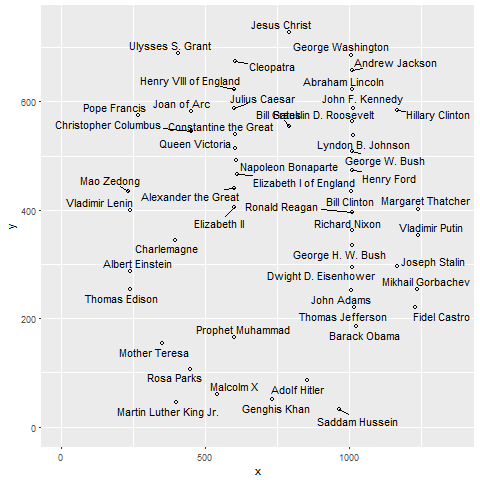 Jesus Christ
Ulysses S. Grant
George Washington
Cleopatra
Andrew Jackson
Henry VIII of England
Abraham Lincoln
600
Pope Francis
Joan of Arc
Julius Caesar
John F. Kennedy
Hillary Clinton
Bill Gates
Franklin D. Roosevelt
Christopher Columbus
Constantine the Great
Queen Victoria
Lyndon B. Johnson
George W. Bush
Napoleon Bonaparte
Mao Zedong
Elizabeth I of England
Henry Ford
Alexander the Great
Vladimir Lenin
Ronald Reagan
Bill Clinton
Margaret Thatcher
400
Elizabeth II
Richard Nixon
Vladimir Putin
y
Charlemagne
George H. W. Bush
Albert Einstein
Joseph Stalin
Dwight D. Eisenhower
Mikhail Gorbachev
Thomas Edison
John Adams
200
Thomas Jefferson
Fidel Castro
Prophet Muhammad
Barack Obama
Mother Teresa
Rosa Parks
Malcolm X
Adolf Hitler
Martin Luther King Jr.
Genghis Khan
Saddam Hussein
0
0
500
1000
x